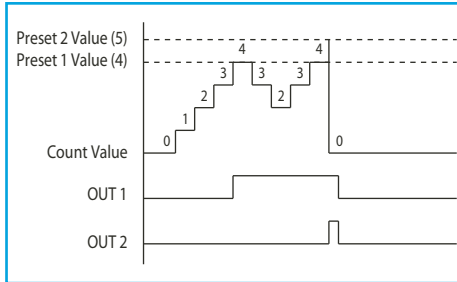 Preset 2 Value (5)
4 4
Preset 1 Value (4)
3 3 3
2 2
1
0 0
Count Value
OUT 1
OUT 2